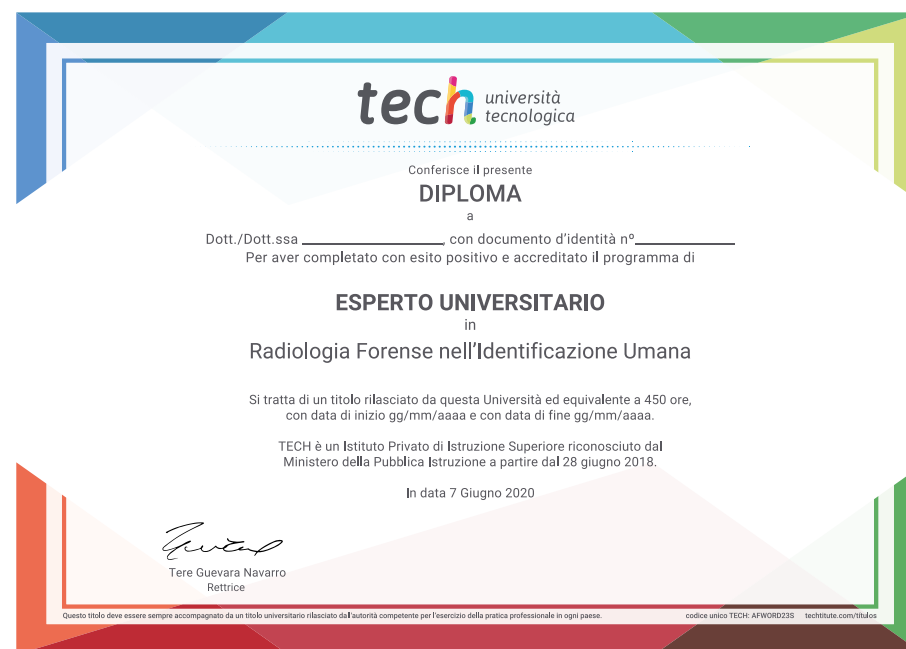 tech università
tecnologica
Conferisce il presente
DIPLOMA
a
Dott./Dott.ssa ____________________, con documento d'identità nº______________
Per aver completato con esito positivo e accreditato il programma di
ESPERTO UNIVERSITARIO
in
Radiologia Forense nell'Identificazione Umana
Si tratta di un titolo rilasciato da questa Università ed equivalente a 450 ore,
con data di inizio gg/mm/aaaa e con data di fine gg/mm/aaaa.
TECH è un Istituto Privato di Istruzione Superiore riconosciuto dal
Ministero della Pubblica Istruzione a partire dal 28 giugno 2018.
In data 7 Giugno 2020
Tere Guevara Navarro
Rettrice
Questo titolo deve essere sempre accompagnato da un titolo universitario rilasciato dall'autorità competente per l'esercizio della pratica professionale in ogni paese. codice unico TECH: AFWORD23S techtitute.com/titulos